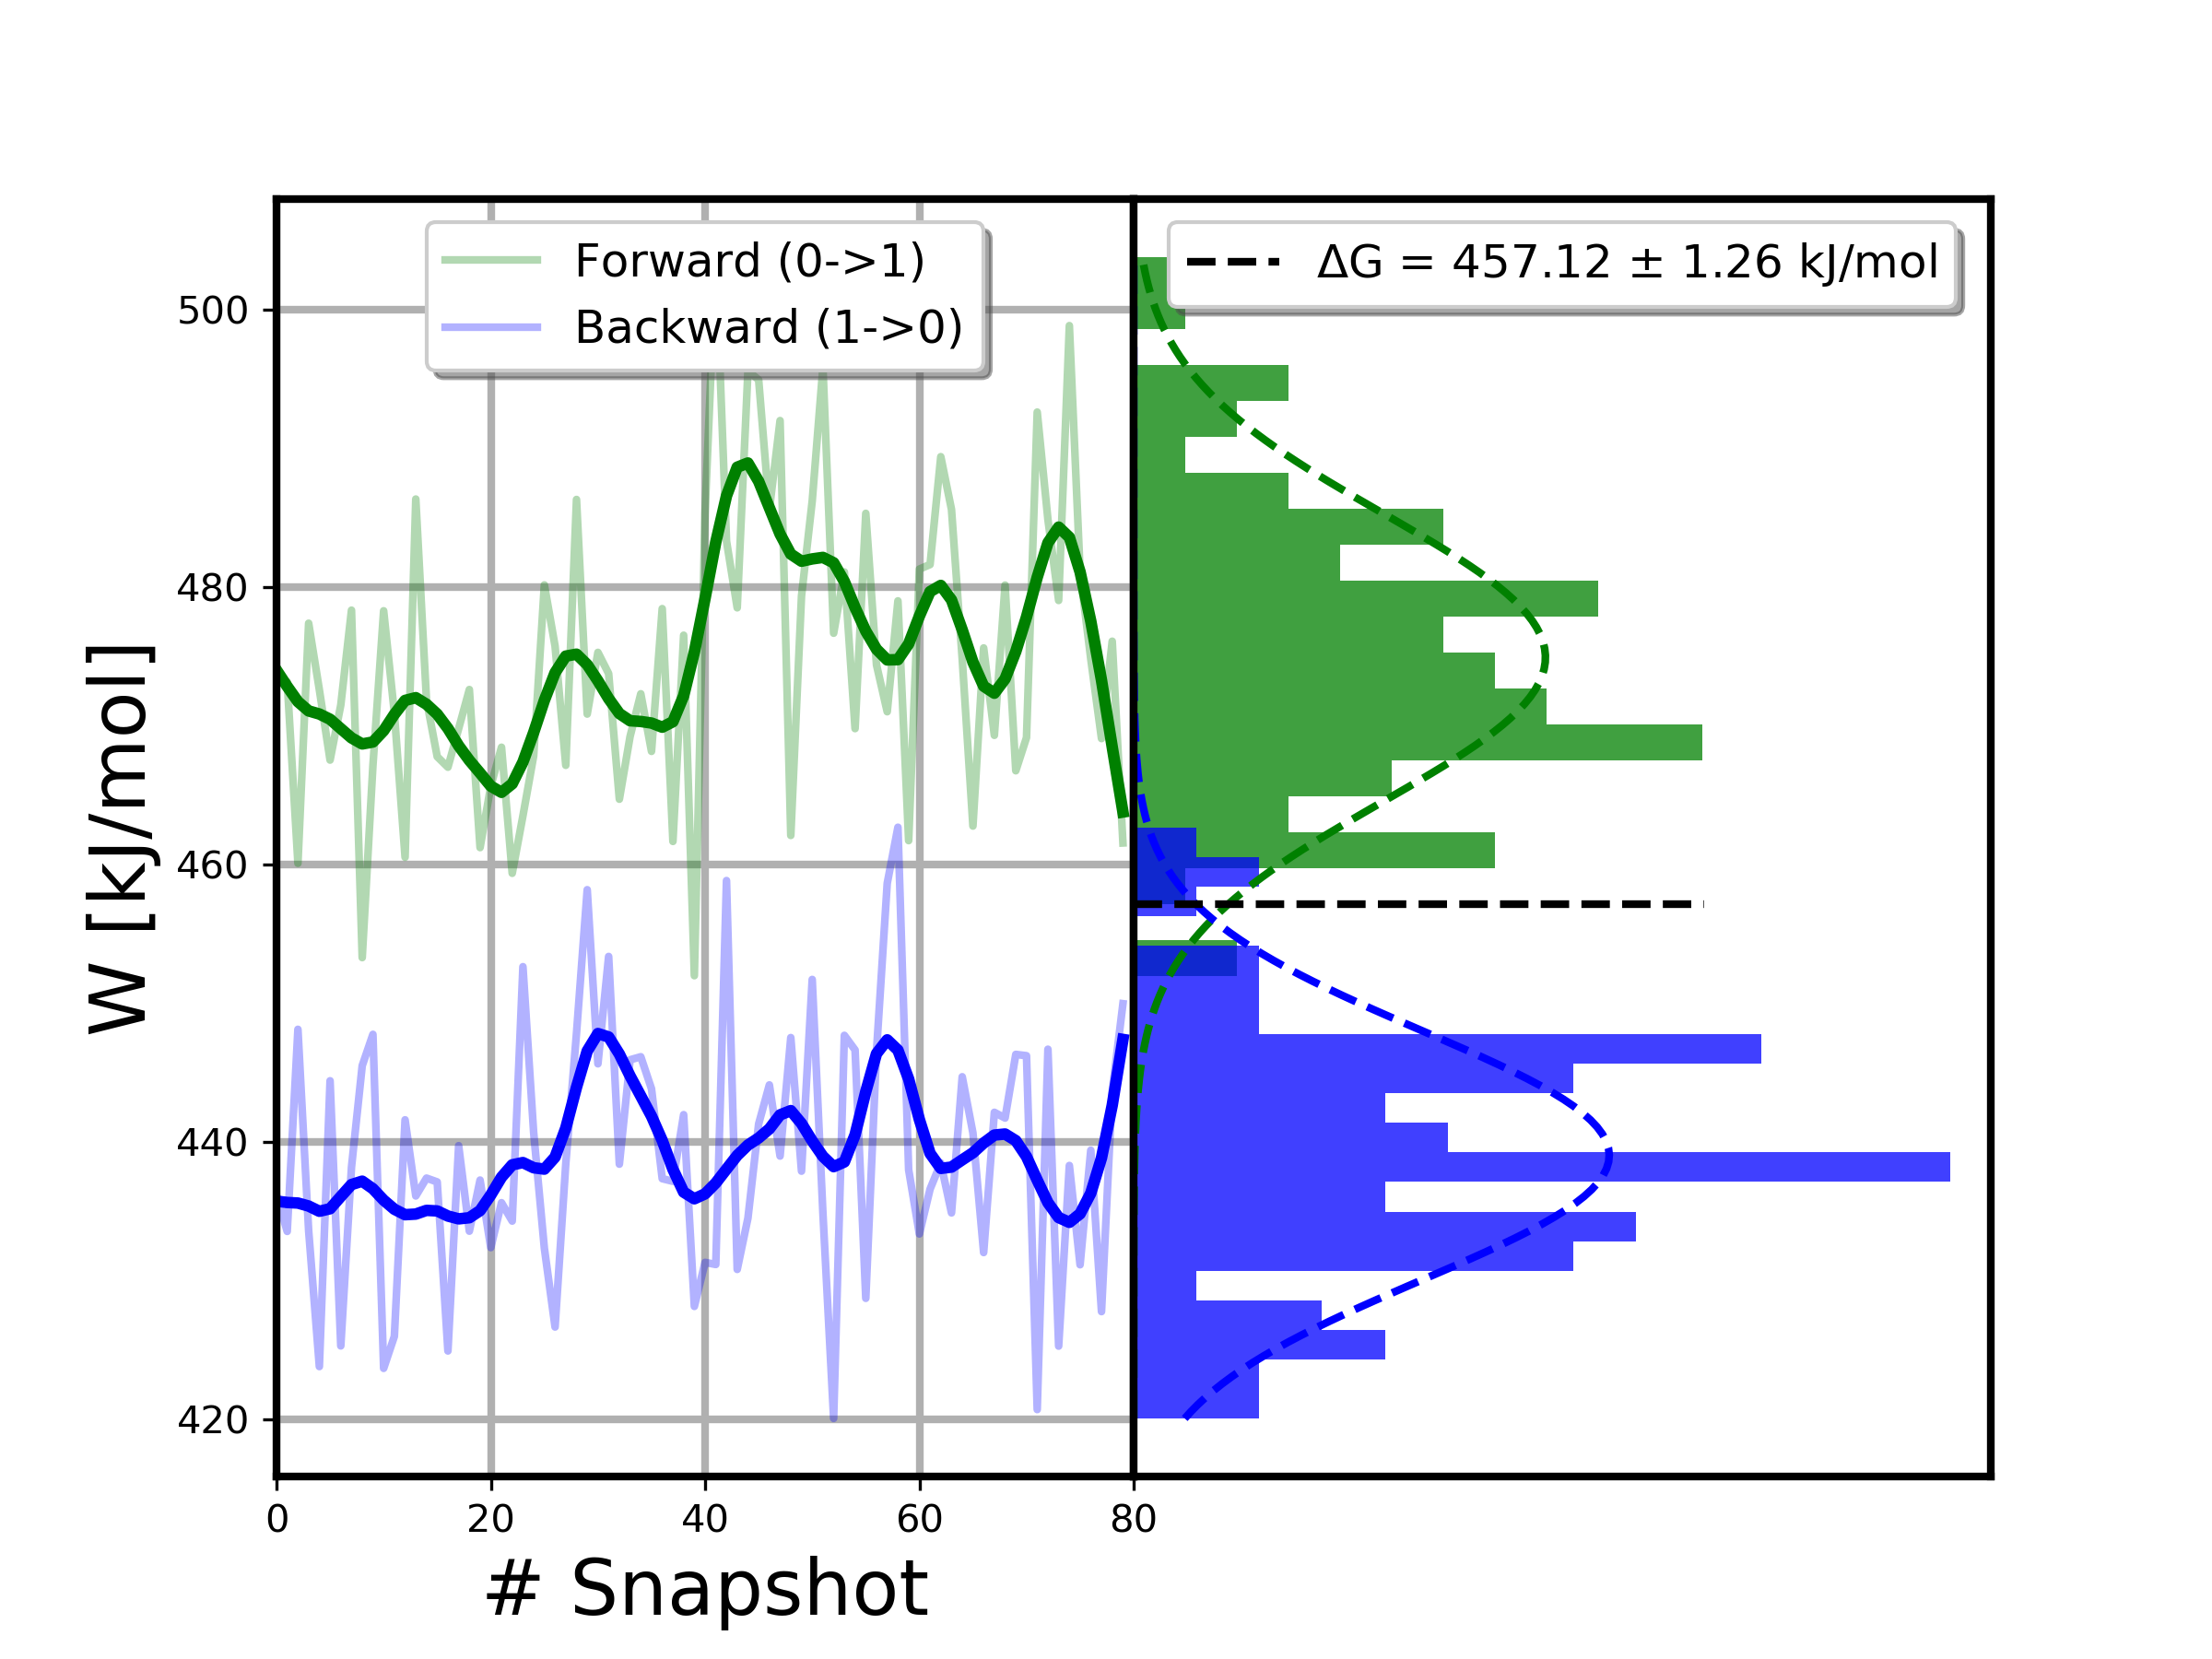 Forward (0->1)
Backward (1->0)
ΔG = 457.12 ± 1.26 kJ/mol
W [kJ/mol]
500
480
460
440
420
0 20 40 60 80
# Snapshot